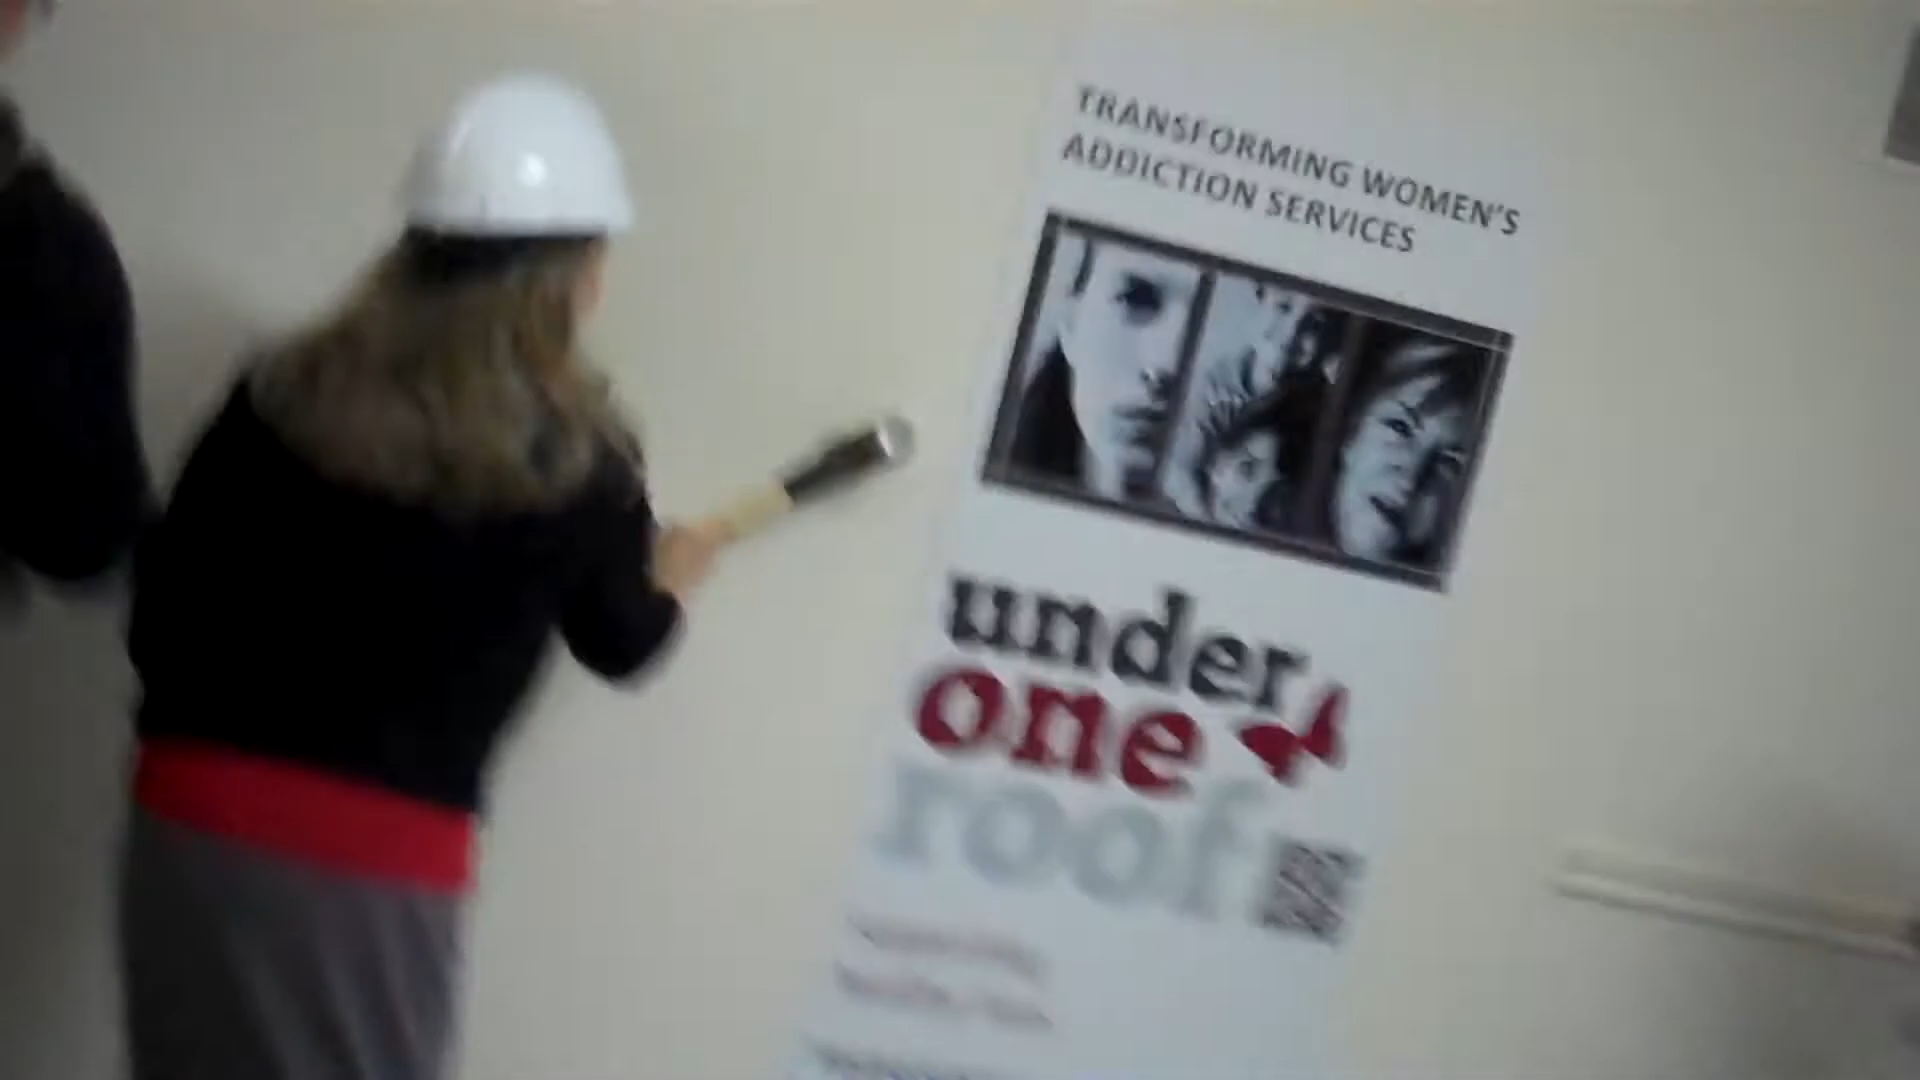 TRANSFORMING WOMEN'S
ADDICTION SERVICES
under
one
roof